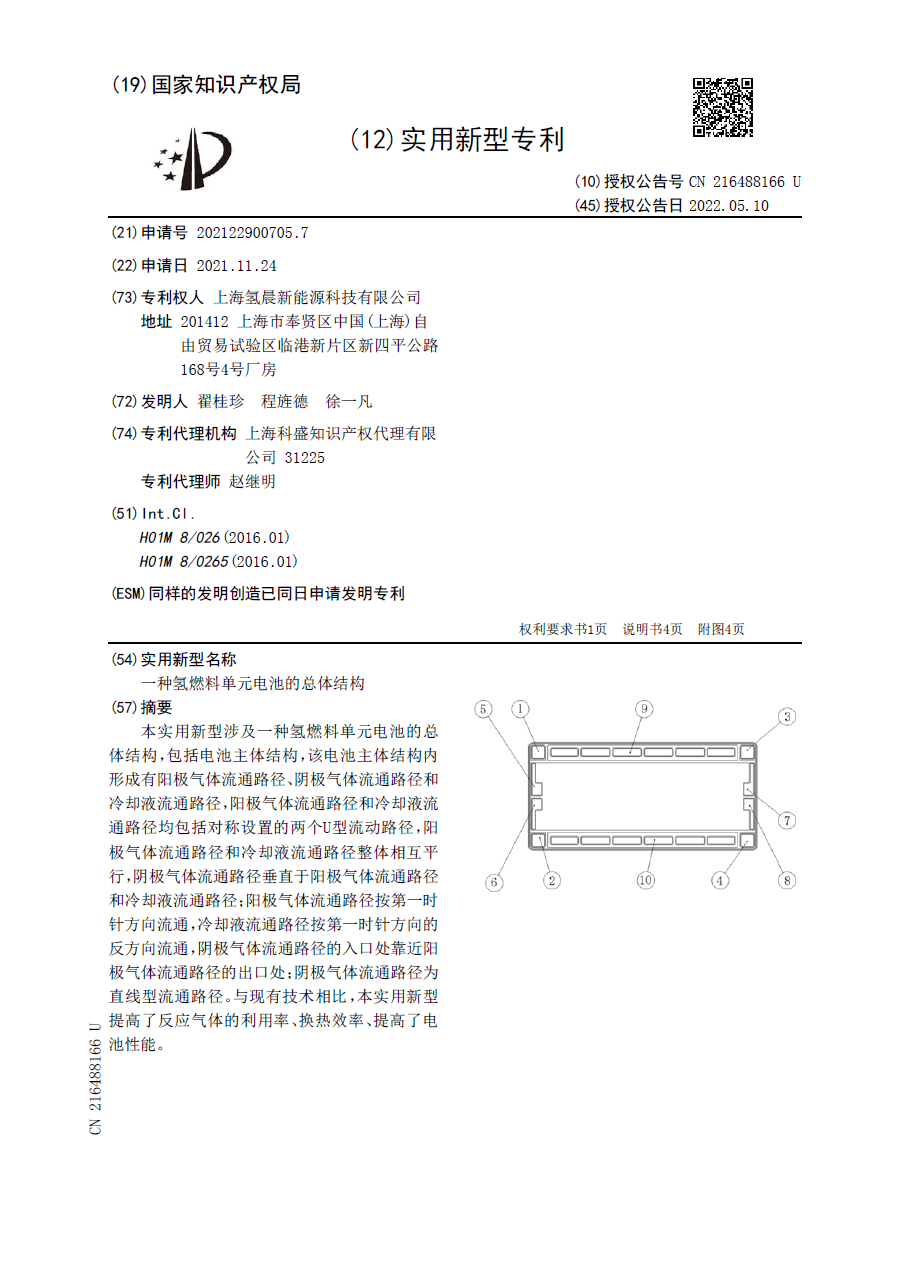 (19)国家知识产权局
(12)实用新型专利
(10)授权公告号 CN 216488166 U
(45)授权公告日 2022.05.10
(21)申请号 202122900705.7
(22)申请日 2021.11.24
(73)专利权人 上海氢晨新能源科技有限公司
地址 201412 上海市奉贤区中国(上海)自
由贸易试验区临港新片区新四平公路
168号4号厂房
(72)发明人 翟桂珍 程旌德 徐一凡
(74)专利代理机构 上海科盛知识产权代理有限
公司 31225
专利代理师 赵继明
(51)Int.Cl.
H01M 8/026(2016.01)
H01M 8/0265(2016.01)
(ESM)同样的发明创造已同日申请发明专利
权利要求书1页 说明书4页 附图4页
(54)实用新型名称
一种氢燃料单元电池的总体结构
(57)摘要
本实用新型涉及一种氢燃料单元电池的总
体结构,包括电池主体结构,该电池主体结构内
形成有阳极气体流通路径、阴极气体流通路径和
冷却液流通路径,阳极气体流通路径和冷却液流
通路径均包括对称设置的两个U型流动路径,阳
极气体流通路径和冷却液流通路径整体相互平
行,阴极气体流通路径垂直于阳极气体流通路径
和冷却液流通路径;阳极气体流通路径按第一时
针方向流通,冷却液流通路径按第一时针方向的
反方向流通,阴极气体流通路径的入口处靠近阳
极气体流通路径的出口处;阴极气体流通路径为
直线型流通路径。与现有技术相比,本实用新型
提高了反应气体的利用率、换热效率、提高了电
池性能。
5 1 9 3
7
6 2 10 4 8
CN 216488166 U